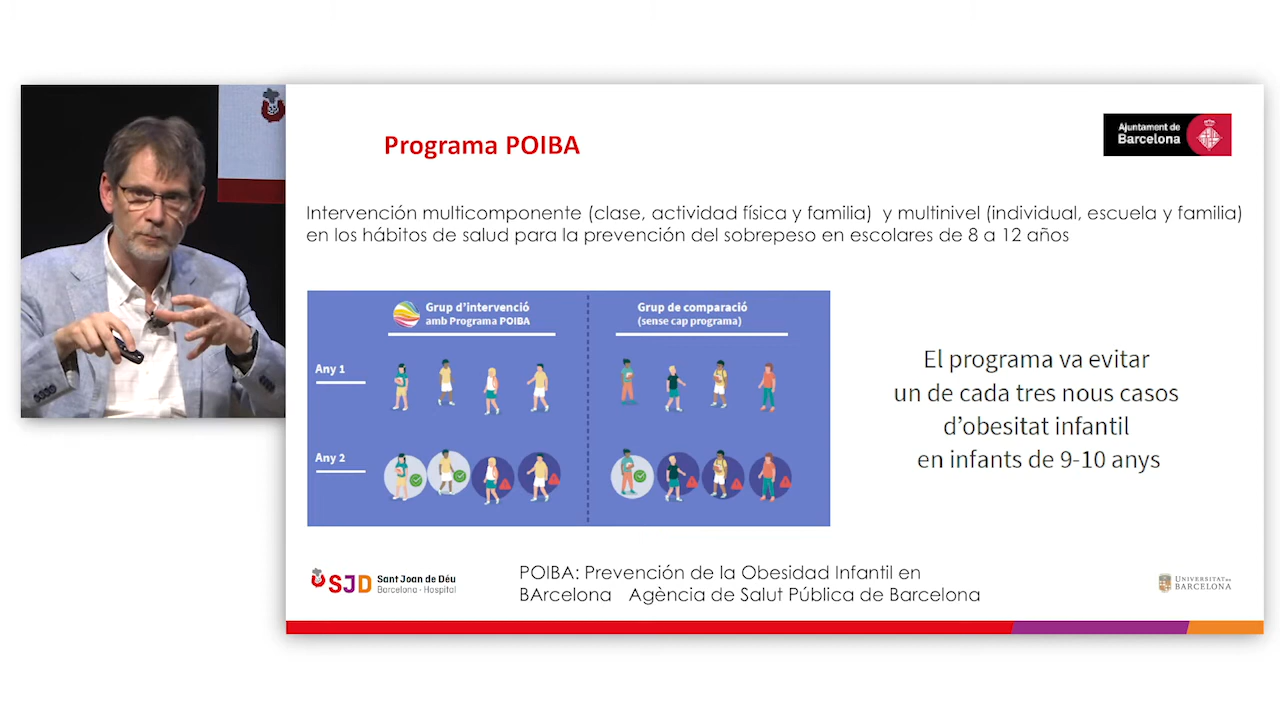 Programa POIBA
Ajuntament de
Barcelona
Intervención multicomponente (clase, actividad física y familia) y multinivel (individual, escuela y familia)
en los hábitos de salud para la prevención del sobrepeso en escolares de 8 a 12 años
Grup d'intervenció
amb Programa POIBA
Grup de comparació
(sense cap programa)
Any 1
Any 2
El programa va evitar
un de cada tres nous casos
d'obesitat infantil
en infants de 9-10 anys
SJD
Sant Joan de Déu
Barcelona · Hospital
POIBA: Prevención de la Obesidad Infantil en
BArcelona Agència de Salut Pública de Barcelona
UNIVERSITAT DE
BARCELONA